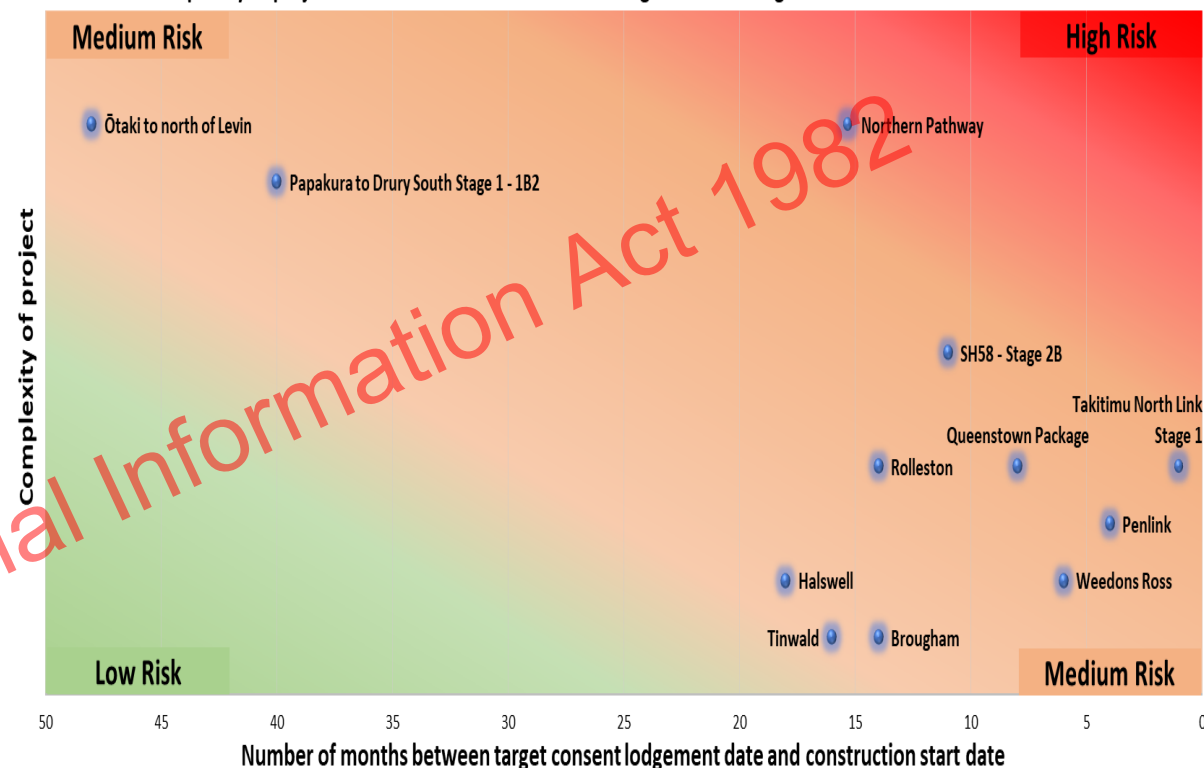 Medium Risk
High Risk
Ōtaki to north of Levin
Northern Pathway
Papakura to Drury South Stage 1 - 1B2
Complexity of project
Information Act 1982
SH58 - Stage 2B
Takitimu North Link
Stage 1
Queenstown Package
Rolleston
Penlink
Halswell
Weedons Ross
Tinwald
Brougham
Low Risk
Medium Risk
50 45 40 35 30 25 20 15 10 5 0
Number of months between target consent lodgement date and construction start date